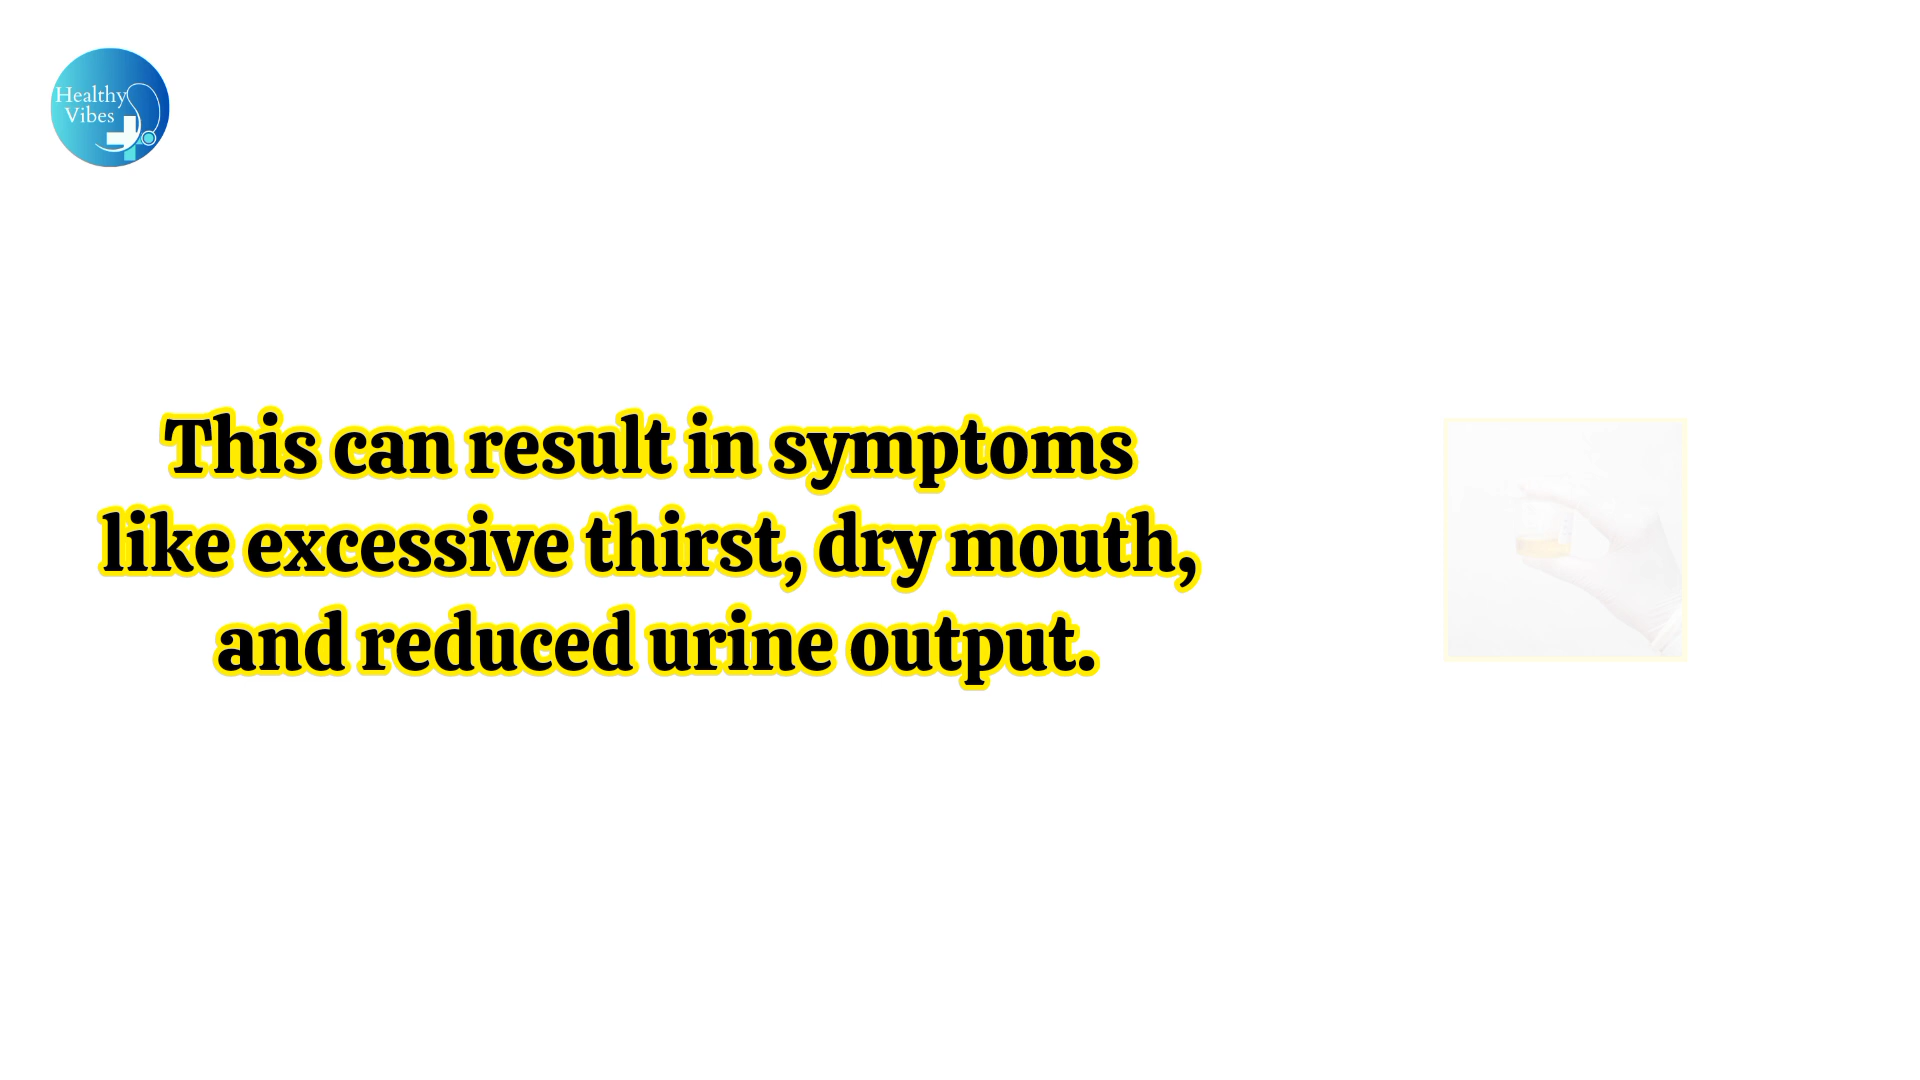 Healthy
Vibes
This can result in symptoms
like excessive thirst, dry mouth,
and reduced urine output.